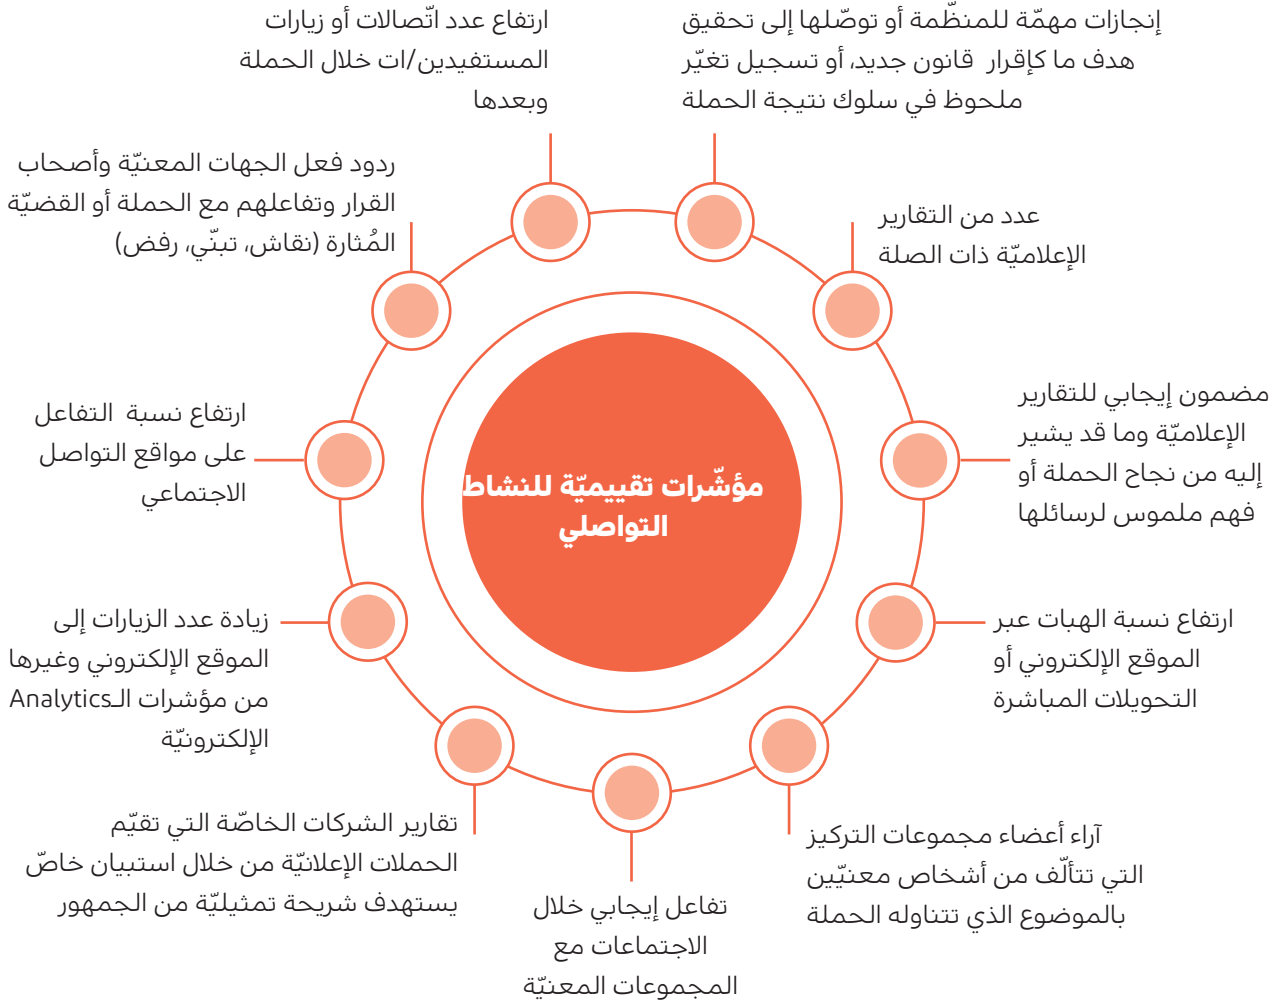 إنجازات مهمّة للمنظّمة أو توصّلها إلى تحقيق
هدف ما كإقرار قانون جديد، أو تسجيل تغيّر
ملحوظ في سلوك نتيجة الحملة
عدد من التقارير
الإعلاميّة ذات الصلة
مضمون إيجابي للتقارير
الإعلاميّة وما قد يشير
إليه من نجاح الحملة أو
فهم ملموس لرسائلها
ارتفاع نسبة الهبات عبر
الموقع الإلكتروني أو
التحويلات المباشرة
آراء أعضاء مجموعات التركيز
التي تتألّف من أشخاص معنيّين
بالموضوع الذي تتناوله الحملة
تفاعل إيجابي خلال
الاجتماعات مع
المجموعات المعنيّة
تقارير الشركات الخاصّة التي تقيّم
الحملات الإعلانيّة من خلال استبيان خاصّ
يستهدف شريحة تمثيليّة من الجمهور
زيادة عدد الزيارات إلى
الموقع الإلكتروني وغيرها
من مؤشرات الـAnalytics
الإلكترونيّة
ارتفاع نسبة التفاعل
على مواقع التواصل
الاجتماعي
ردود فعل الجهات المعنيّة وأصحاب
القرار وتفاعلهم مع الحملة أو القضيّة
المُثارة (نقاش، تبنّي، رفض)
ارتفاع عدد اتّصالات أو زيارات
المستفيدين/ات خلال الحملة
وبعدها
مؤشّرات تقييميّة للنشاط
التواصلي